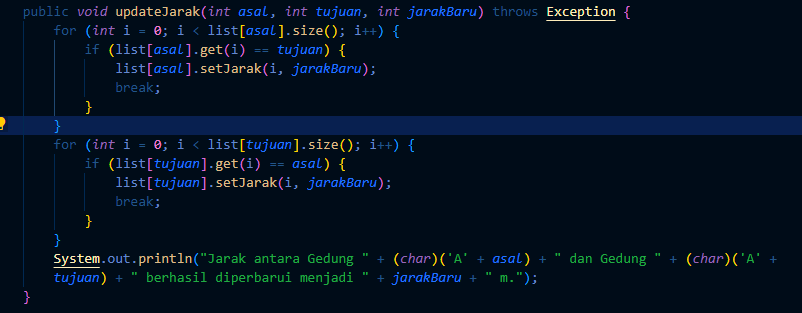 public void updateJarak(int asal, int tujuan, int jarakBaru) throws Exception {
    for (int i = 0; i < list[asal].size(); i++) {
        if (list[asal].get(i) == tujuan) {
            list[asal].setJarak(i, jarakBaru);
            break;
        }
    }
    for (int i = 0; i < list[tujuan].size(); i++) {
        if (list[tujuan].get(i) == asal) {
            list[tujuan].setJarak(i, jarakBaru);
            break;
        }
    }
    System.out.println("Jarak antara Gedung " + (char)('A' + asal) + " dan Gedung " + (char)('A' +
    tujuan) + " berhasil diperbarui menjadi " + jarakBaru + " m.");
}